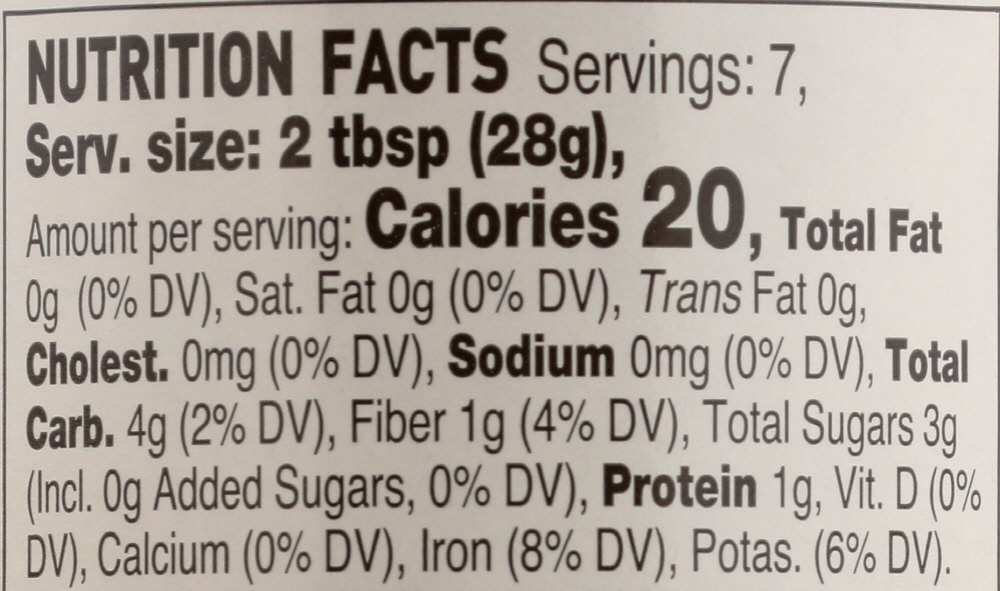 NUTRITION FACTS Servings: 7,
Serv. size: 2 tbsp (28g),
Amount per serving: Calories 20, Total Fat
0g (0% DV), Sat. Fat 0g (0% DV), Trans Fat 0g,
Cholest. 0mg (0% DV), Sodium 0mg (0% DV), Total
Carb. 4g (2% DV), Fiber 1g (4% DV), Total Sugars 3g
(Incl. 0g Added Sugars, 0% DV), Protein 1g, Vit. D (0%
DV), Calcium (0% DV), Iron (8% DV), Potas. (6% DV).